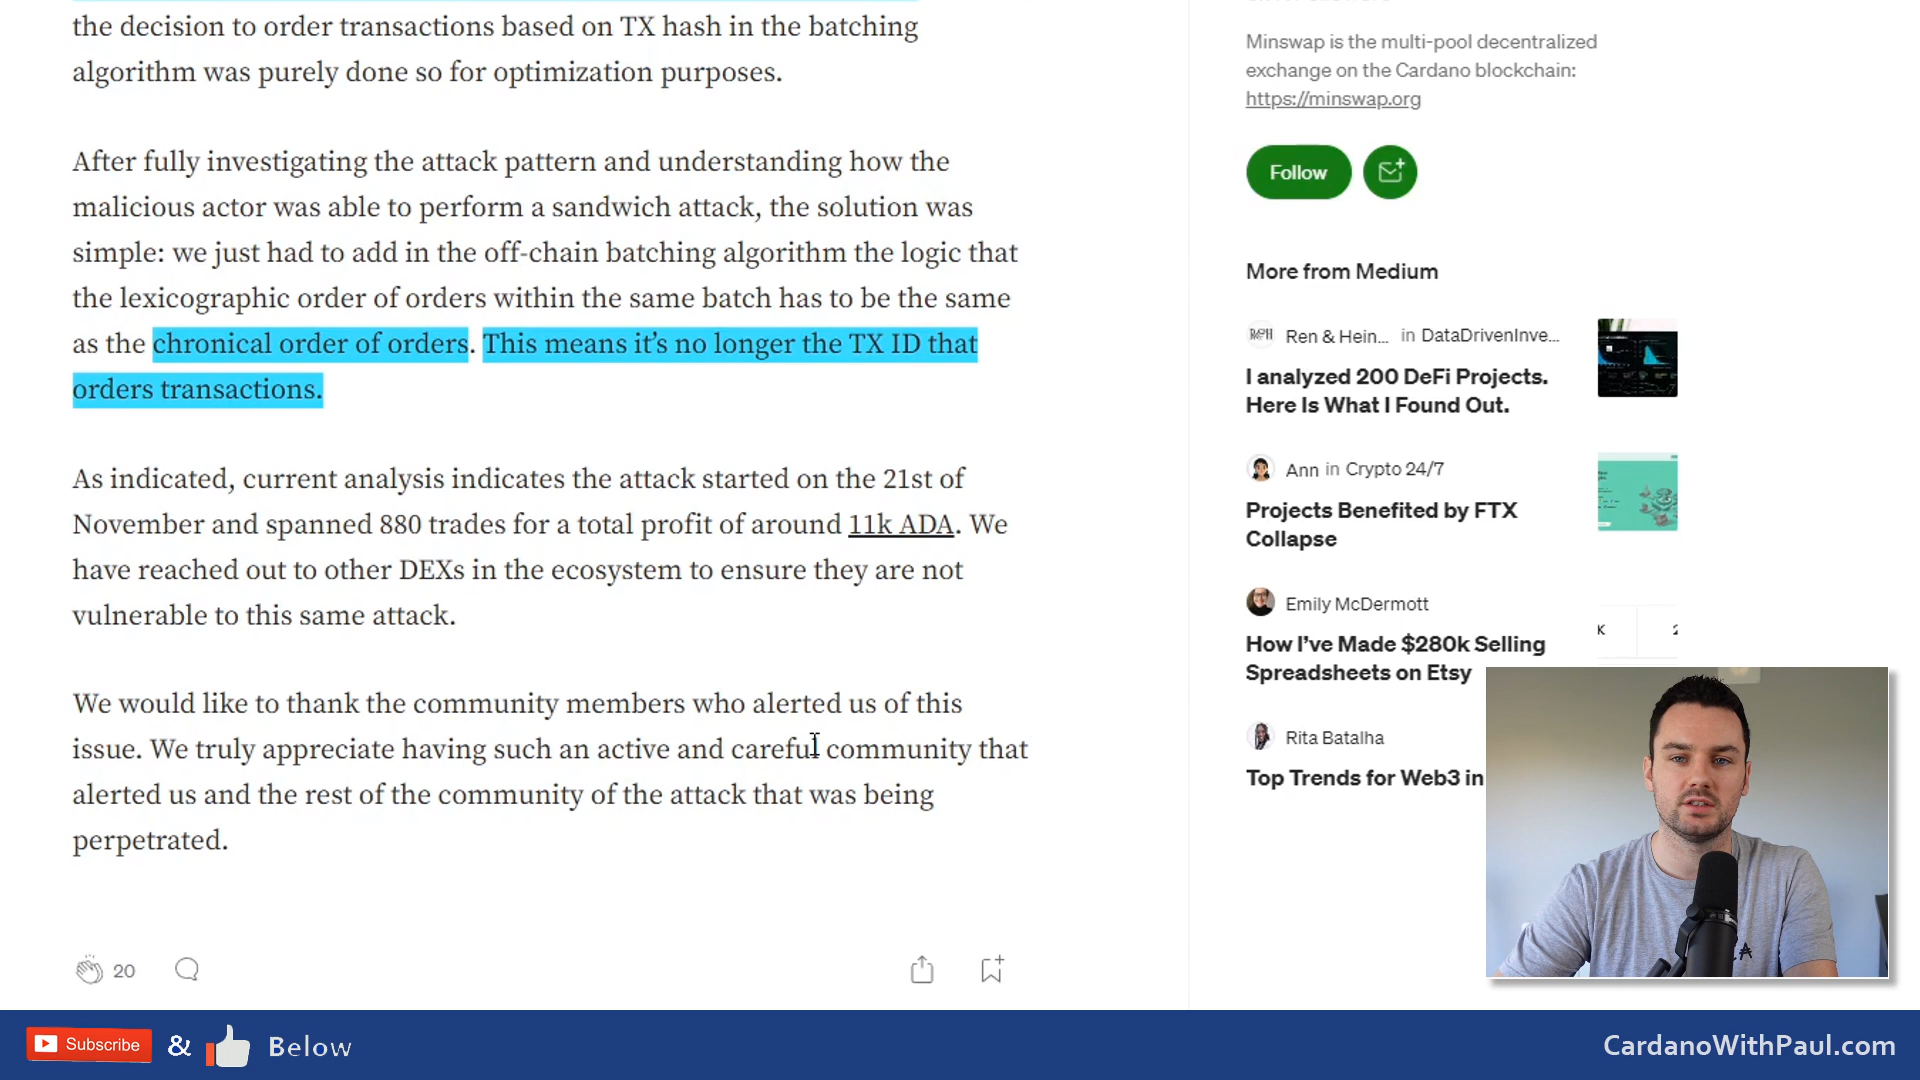 the decision to order transactions based on TX hash in the batching
algorithm was purely done so for optimization purposes.
After fully investigating the attack pattern and understanding how the
malicious actor was able to perform a sandwich attack, the solution was
simple: we just had to add in the off-chain batching algorithm the logic that
the lexicographic order of orders within the same batch has to be the same
as the chronical order of orders. This means it’s no longer the TX ID that
orders transactions.
As indicated, current analysis indicates the attack started on the 21st of
November and spanned 880 trades for a total profit of around 11k ADA. We
have reached out to other DEXs in the ecosystem to ensure they are not
vulnerable to this same attack.
We would like to thank the community members who alerted us of this
issue. We truly appreciate having such an active and careful community that
alerted us and the rest of the community of the attack that was being
perpetrated.
20
Minswap is the multi-pool decentralized
exchange on the Cardano blockchain:
https://minswap.org
Follow
More from Medium
Ren & Hein... in DataDrivenInve...
I analyzed 200 DeFi Projects.
Here Is What I Found Out.
Ann in Crypto 24/7
Projects Benefited by FTX
Collapse
Emily McDermott
How I’ve Made $280k Selling
Spreadsheets on Etsy
K
Rita Batalha
Top Trends for Web3 in
Subscribe & Below
CardanoWithPaul.com